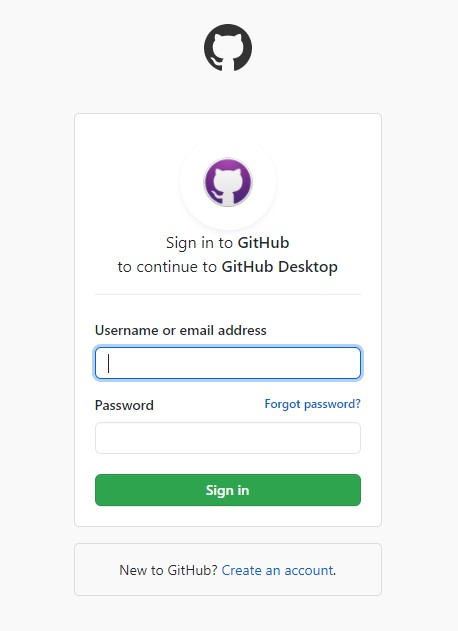 Sign in to GitHub
to continue to GitHub Desktop
Username or email address
Password Forgot password?
Sign in
New to GitHub? Create an account.